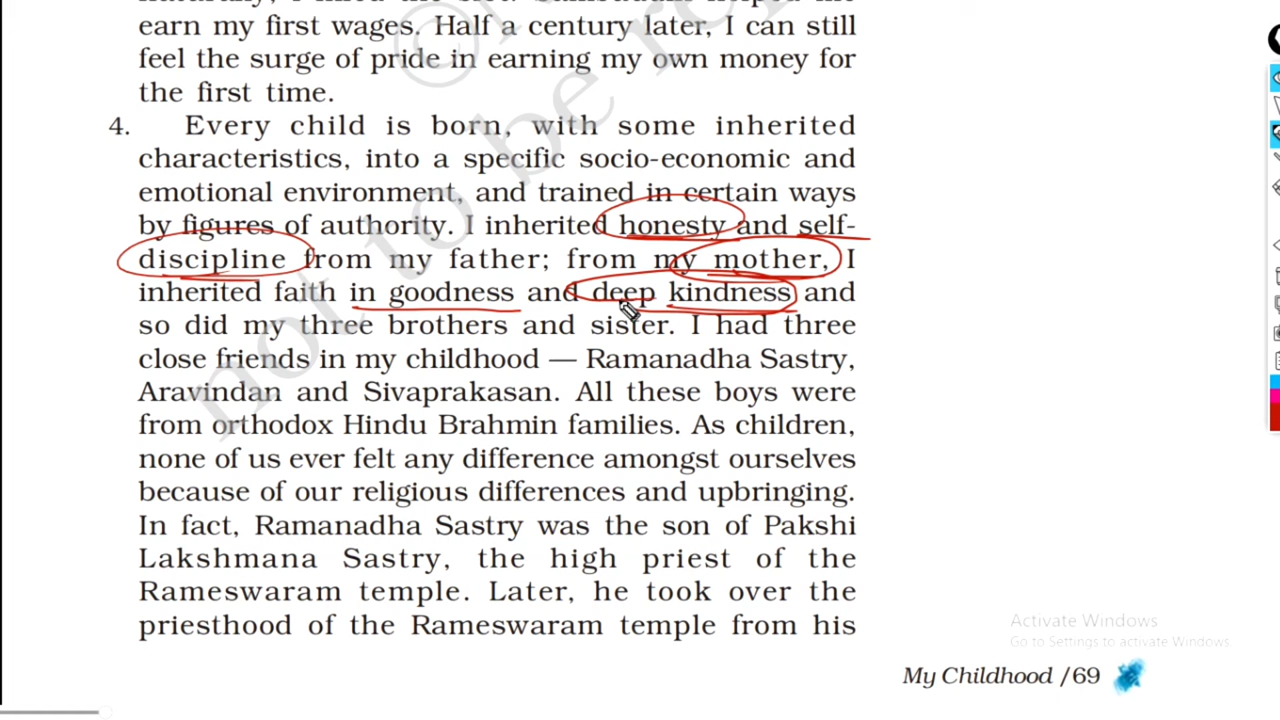 earn my first wages. Half a century later, I can still
feel the surge of pride in earning my own money for
the first time.
4. Every child is born, with some inherited
characteristics, into a specific socio-economic and
emotional environment, and trained in certain ways
by figures of authority. I inherited honesty and self-
discipline from my father; from my mother, I
inherited faith in goodness and deep kindness and
so did my three brothers and sister. I had three
close friends in my childhood — Ramanadha Sastry,
Aravindan and Sivaprakasan. All these boys were
from orthodox Hindu Brahmin families. As children,
none of us ever felt any difference amongst ourselves
because of our religious differences and upbringing.
In fact, Ramanadha Sastry was the son of Pakshi
Lakshmana Sastry, the high priest of the
Rameswaram temple. Later, he took over the
priesthood of the Rameswaram temple from his
Activate Windows
Go to Settings to activate Windows.
My Childhood /69
not to be re